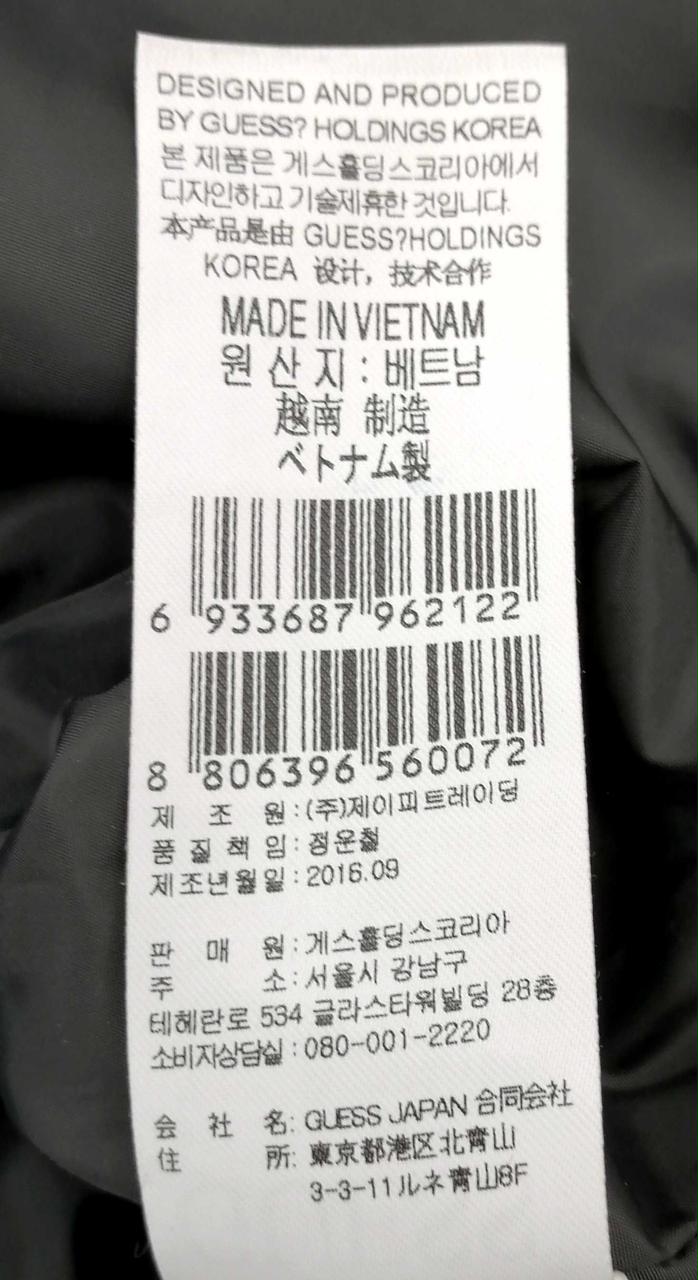 DESIGNED AND PRODUCED
BY GUESS? HOLDINGS KOREA
본 제품은 게스홀딩스코리아에서
디자인하고 기술제휴한 것입니다.
本产品是由 GUESS?HOLDINGS
KOREA 设计，技术合作
MADE IN VIETNAM
원 산 지 : 베트남
越南 制造
ベトナム製
6 933687 962122
8 806396 560072
제 조 원 : (주)제이피트레이딩
품 질 책 임 : 정운철
제조년월일 : 2016.09
판 매 원 : 게스홀딩스코리아
주 소 : 서울시 강남구
테헤란로 534 글라스타워빌딩 28층
소비자상담실 : 080-001-2220
会 社 名: GUESS JAPAN 合同会社
住 所: 東京都港区北青山
3-3-11ルネ青山8F